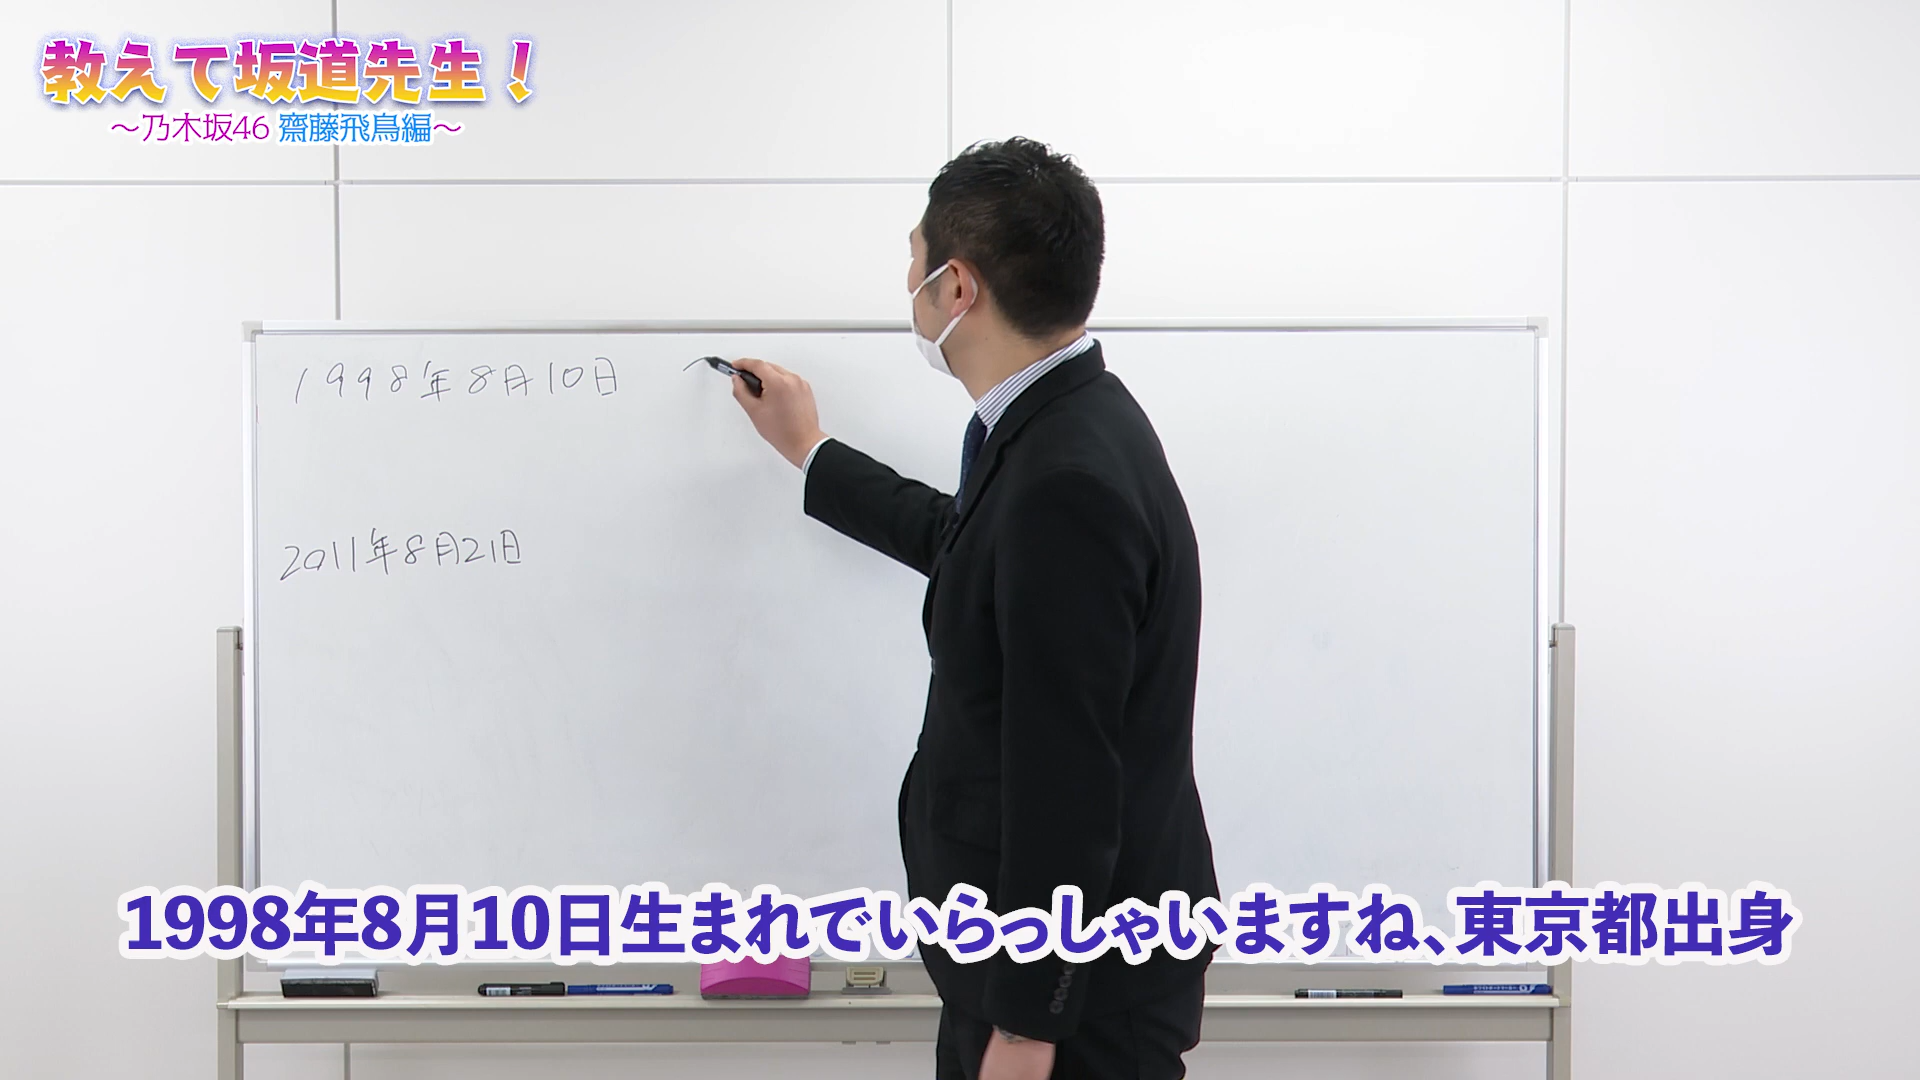 教えて坂道先生!
～乃木坂46 齋藤飛鳥編～
1998年8月10日
2011年8月21日
1998年8月10日生まれでいらっしゃいますね、東京都出身